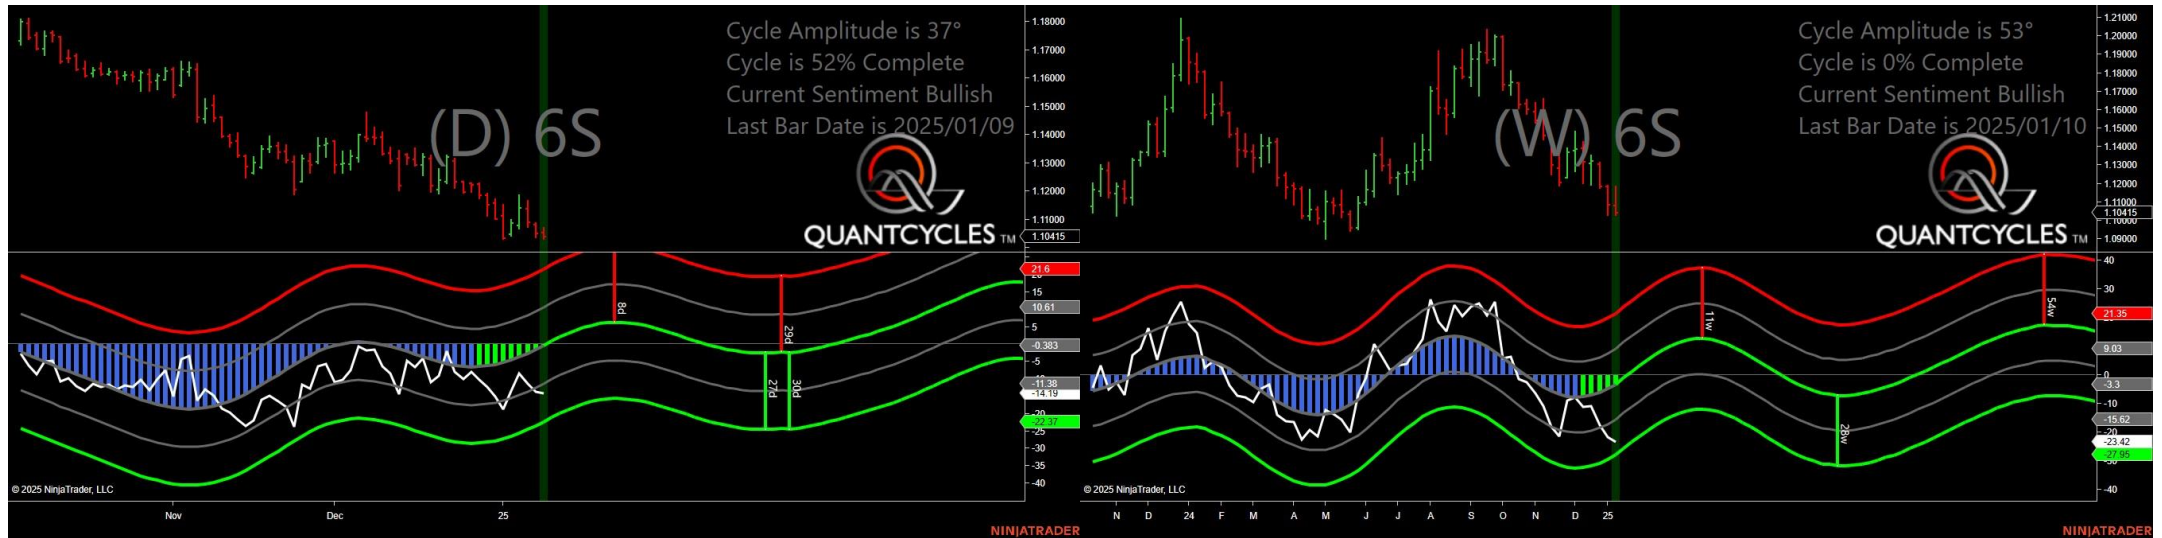 Cycle Amplitude is 37°
Cycle is 52% Complete
Current Sentiment Bullish
Last Bar Date is 2025/01/09
(D) 6S
QUANTCYCLES TM
1.18000
1.17000
1.16000
1.15000
1.14000
1.13000
1.12000
1.11000
1.10415
21.6
15
10.61
5
-0.383
-5
-11.38
-14.19
-20
-22.37
-25
-30
-35
-40
8d
29d
27d
30d
© 2025 NinjaTrader, LLC
Nov
Dec
25
NINJATRADER
Cycle Amplitude is 53°
Cycle is 0% Complete
Current Sentiment Bullish
Last Bar Date is 2025/01/10
(W) 6S
QUANTCYCLES TM
1.21000
1.20000
1.19000
1.18000
1.17000
1.16000
1.15000
1.14000
1.13000
1.12000
1.11000
1.10415
1.10000
1.09000
40
30
21.35
9.03
0
-3.3
-10
-15.62
-20
-23.42
-27.95
-40
11w
54w
28w
© 2025 NinjaTrader, LLC
N D 24 F M A M J J A S O N D 25
NINJATRADER